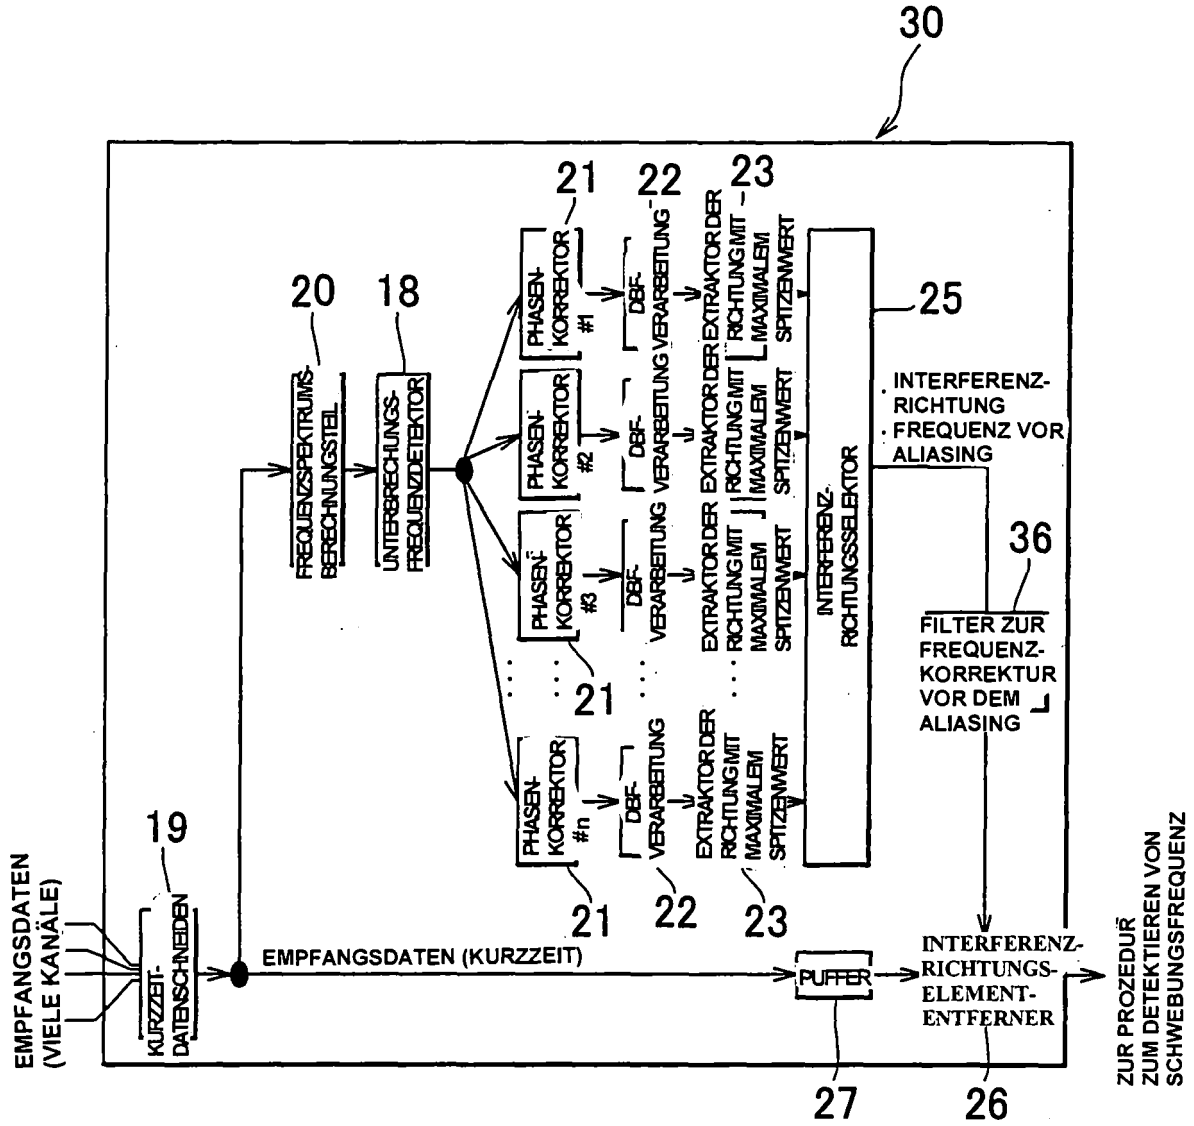 30
21
22
23
20
18
25
PHASEN-
KORREKTOR
#1
DBF-
VERARBEITUNG
EXTRAKTOR DER
RICHTUNG MIT
MAXIMALEM
SPITZENWERT
FREQUENZSPEKTRUMS-
BERECHNUNGSTEIL
UNTERBRECHUNGS-
FREQUENZDETEKTOR
PHASEN-
KORREKTOR
#2
DBF-
VERARBEITUNG
EXTRAKTOR DER
RICHTUNG MIT
MAXIMALEM
SPITZENWERT
INTERFERENZ-
RICHTUNGSSELEKTOR
· INTERFERENZ-
RICHTUNG
· FREQUENZ VOR
ALIASING
PHASEN-
KORREKTOR
#3
DBF-
VERARBEITUNG
EXTRAKTOR DER
RICHTUNG MIT
MAXIMALEM
SPITZENWERT
36
FILTER ZUR
FREQUENZ-
KORREKTUR
VOR DEM
ALIASING
21
PHASEN-
KORREKTOR
#n
DBF-
VERARBEITUNG
EXTRAKTOR DER
RICHTUNG MIT
MAXIMALEM
SPITZENWERT
21
22
23
19
EMPFANGSDATEN
(VIELE KANÄLE)
KURZZEIT-
DATENSCHNEIDEN
EMPFANGSDATEN (KURZZEIT)
PUFFER
INTERFERENZ-
RICHTUNGS-
ELEMENT-
ENTFERNER
ZUR PROZEDUR
ZUM DETEKTIEREN VON
SCHWEBUNGSFREQUENZ
27
26